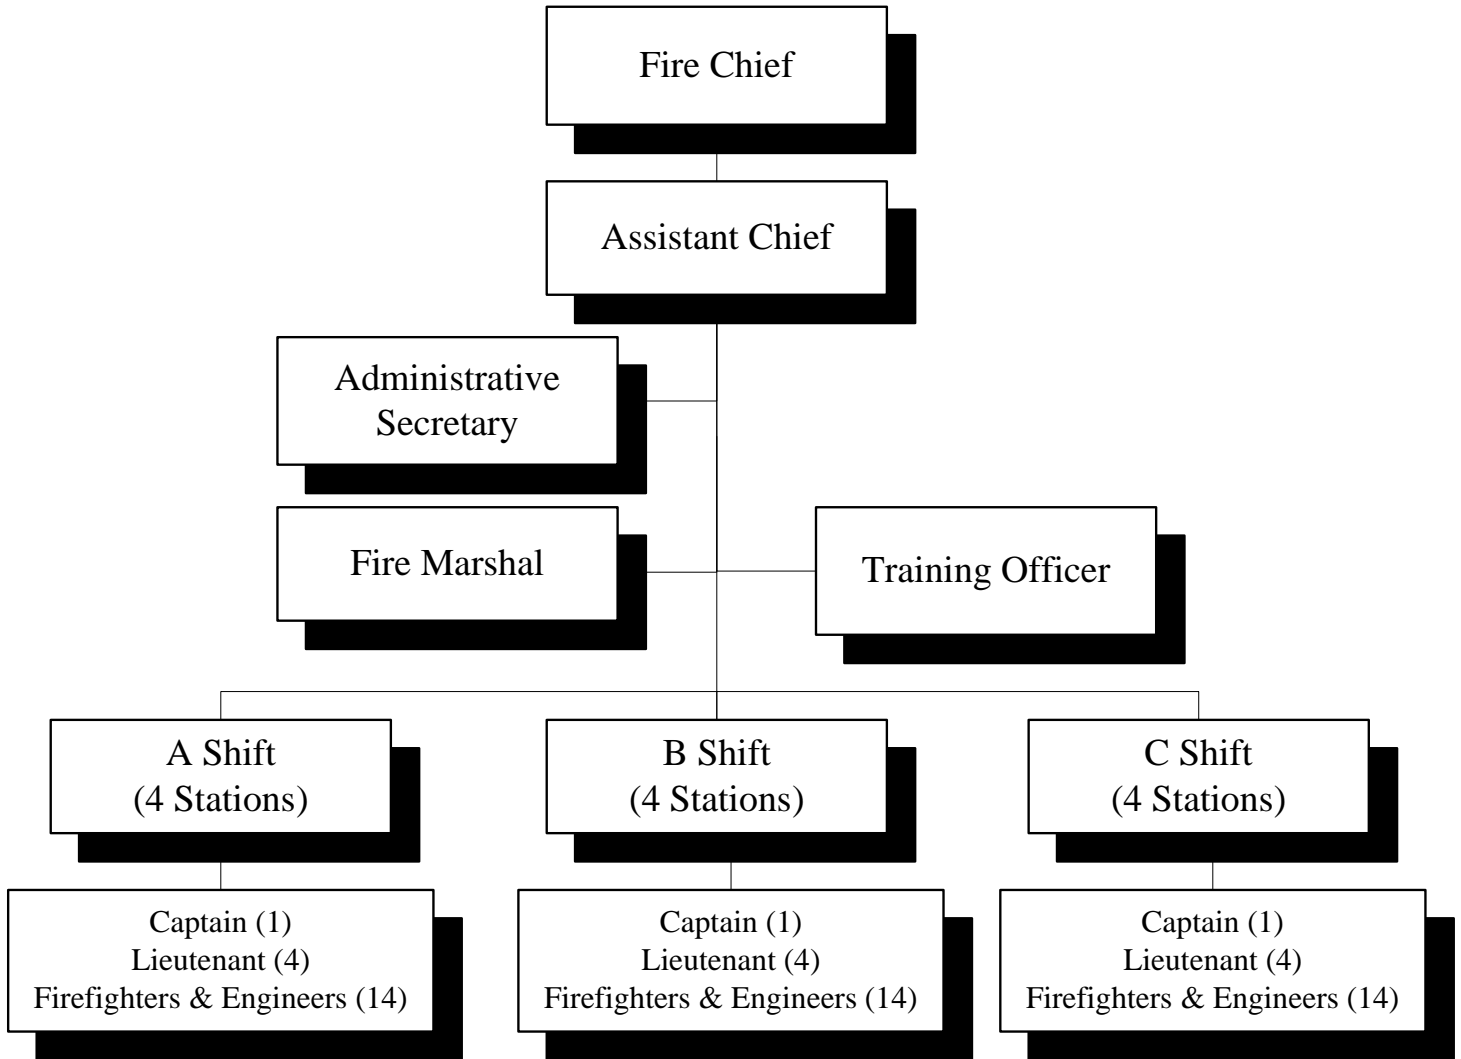 Fire Chief
Assistant Chief
Administrative
Secretary
Fire Marshal
Training Officer
A Shift
(4 Stations)
B Shift
(4 Stations)
C Shift
(4 Stations)
Captain (1)
Lieutenant (4)
Firefighters & Engineers (14)
Captain (1)
Lieutenant (4)
Firefighters & Engineers (14)
Captain (1)
Lieutenant (4)
Firefighters & Engineers (14)